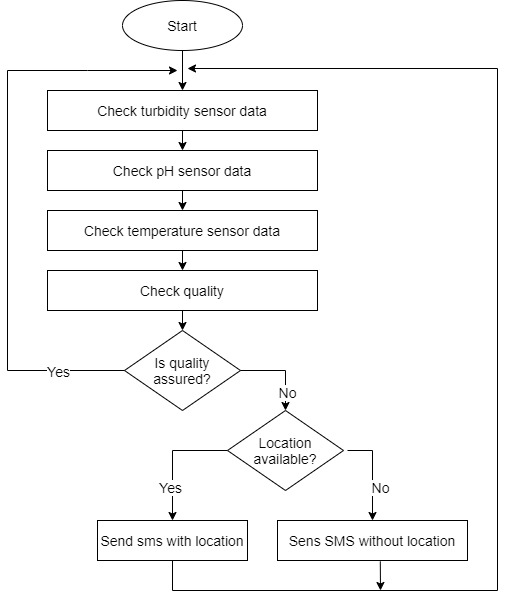 Start
Check turbidity sensor data
Check pH sensor data
Check temperature sensor data
Check quality
Is quality
assured?
Yes
No
Location
available?
Yes
No
Send sms with location
Sens SMS without location